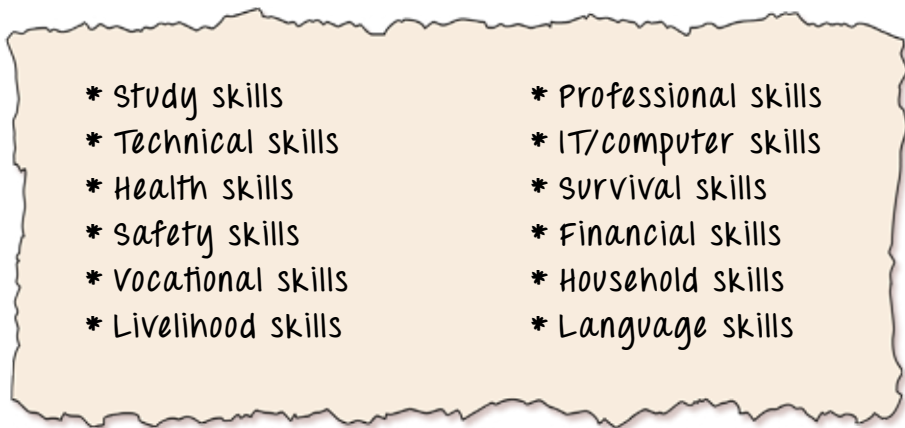 * Study skills
* Technical skills
* Health skills
* Safety skills
* Vocational skills
* Livelihood skills
* Professional skills
* IT/computer skills
* Survival skills
* Financial skills
* Household skills
* Language skills